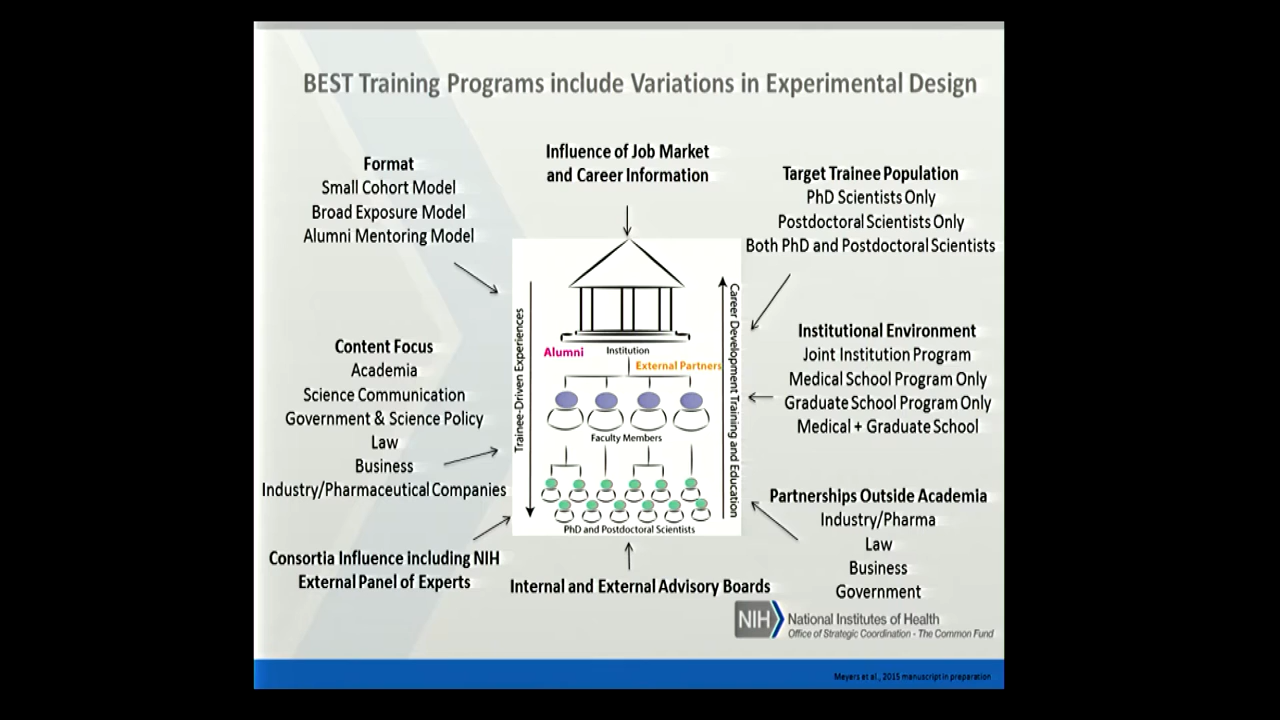 BEST Training Programs include Variations in Experimental Design
Format
Small Cohort Model
Broad Exposure Model
Alumni Mentoring Model
Influence of Job Market
and Career Information
Target Trainee Population
PhD Scientists Only
Postdoctoral Scientists Only
Both PhD and Postdoctoral Scientists
Content Focus
Academia
Science Communication
Government & Science Policy
Law
Business
Industry/Pharmaceutical Companies
Trainee-Driven Experiences
Alumni
Institution
External Partners
Faculty Members
PhD and Postdoctoral Scientists
Career Development Training and Education
Institutional Environment
Joint Institution Program
Medical School Program Only
Graduate School Program Only
Medical + Graduate School
Partnerships Outside Academia
Industry/Pharma
Law
Business
Government
Consortia Influence including NIH
External Panel of Experts
Internal and External Advisory Boards
NIH
National Institutes of Health
Office of Strategic Coordination - The Common Fund
Meyers et al., 2015 manuscript in preparation